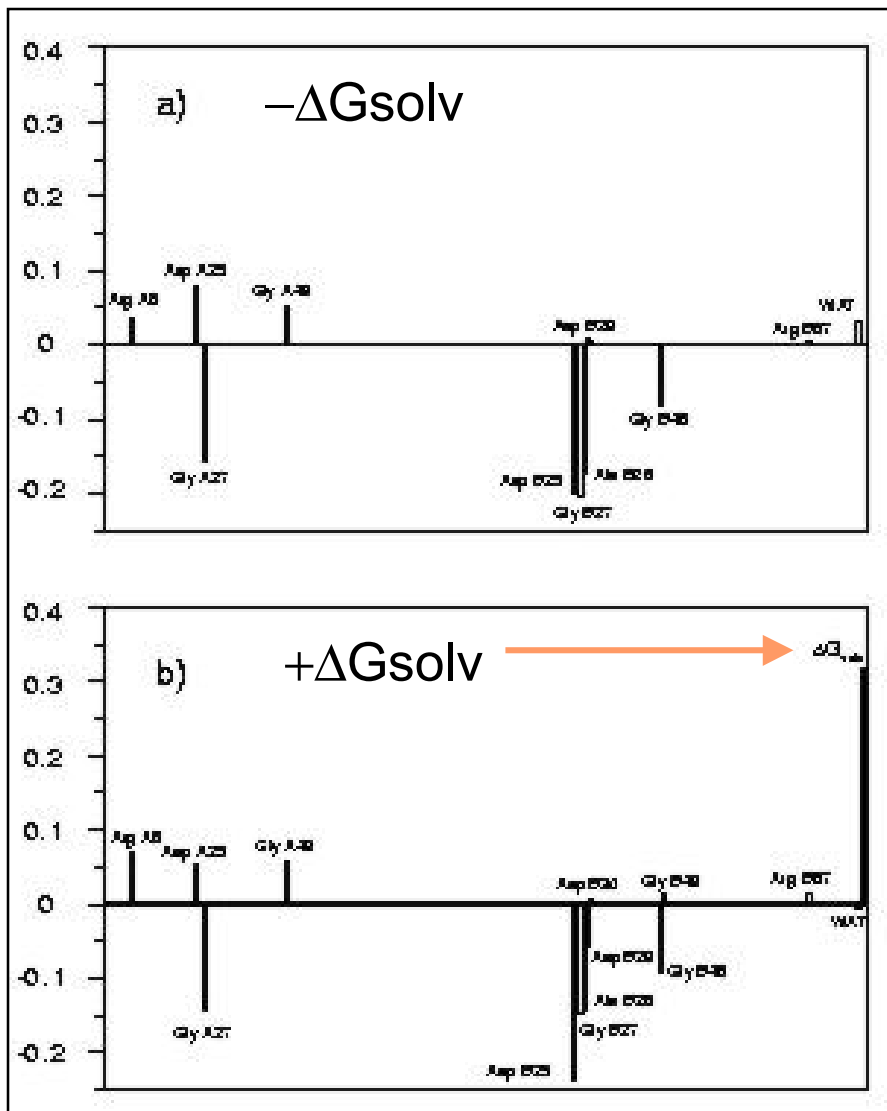 0.4
a) −ΔGsolv
0.3
0.2
0.1
Arg A8
Asp A25
Gly A49
Asp B29
Arg B87
WAT
0
-0.1
-0.2
Gly A27
Asp B25
Gly B27
Ala B28
Gly B48
0.4
b) +ΔGsolv
ΔG
0.3
0.2
0.1
Arg A8
Asp A25
Gly A49
Asp B30
Gly B49
Arg B87
0
WAT
-0.1
-0.2
Gly A27
Asp B29
Ala B28
Gly B27
Gly B48
Asp B25